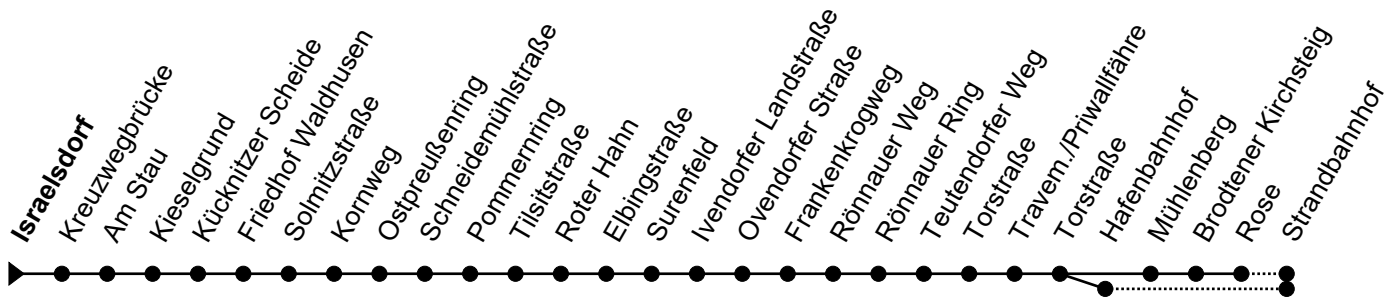 Israelsdorf
Kreuzwegbrücke
Am Stau
Kieselgrund
Kücknitzer Scheide
Friedhof Waldhusen
Solmitzstraße
Kornweg
Ostpreußenring
Schneidemühlstraße
Pommernring
Tilsitstraße
Roter Hahn
Elbingstraße
Surenfeld
Ivendorfer Landstraße
Ovendorfer Straße
Frankenkrogweg
Rönnauer Weg
Rönnauer Ring
Teutendorfer Weg
Torstraße
Travem./Priwallfähre
Torstraße
Hafenbahnhof
Mühlenberg
Brodtener Kirchsteig
Rose
Strandbahnhof